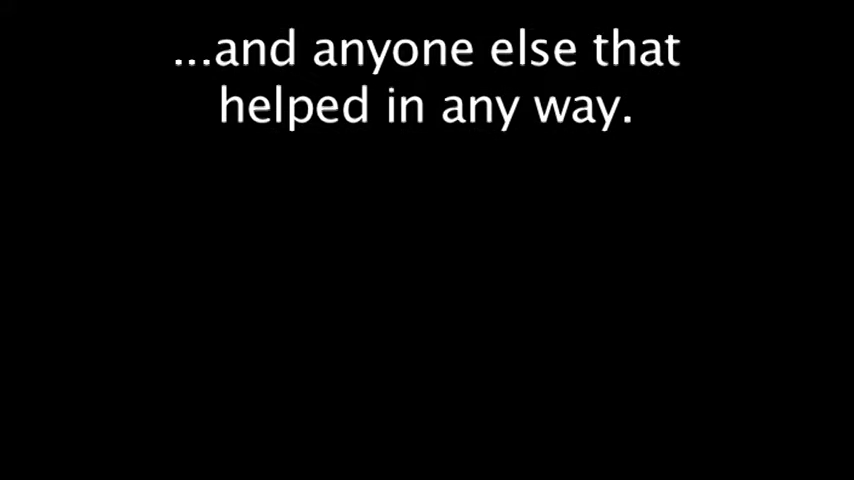 ...and anyone else that
helped in any way.